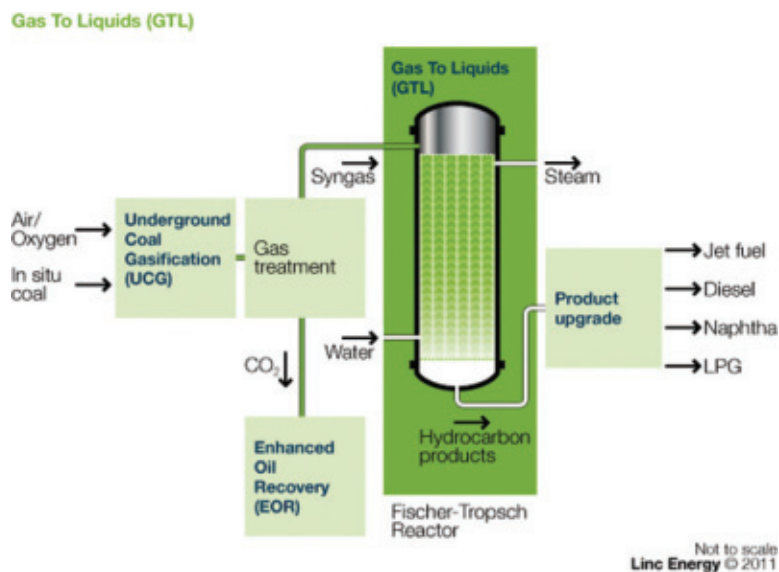 Gas To Liquids (GTL)
Gas To Liquids
(GTL)
Syngas
Steam
Air/
Oxygen
In situ
coal
Underground
Coal
Gasification
(UCG)
Gas
treatment
Water
CO₂
Enhanced
Oil
Recovery
(EOR)
Hydrocarbon
products
Fischer-Tropsch
Reactor
Product
upgrade
Jet fuel
Diesel
Naphtha
LPG
Not to scale
Linc Energy © 2011